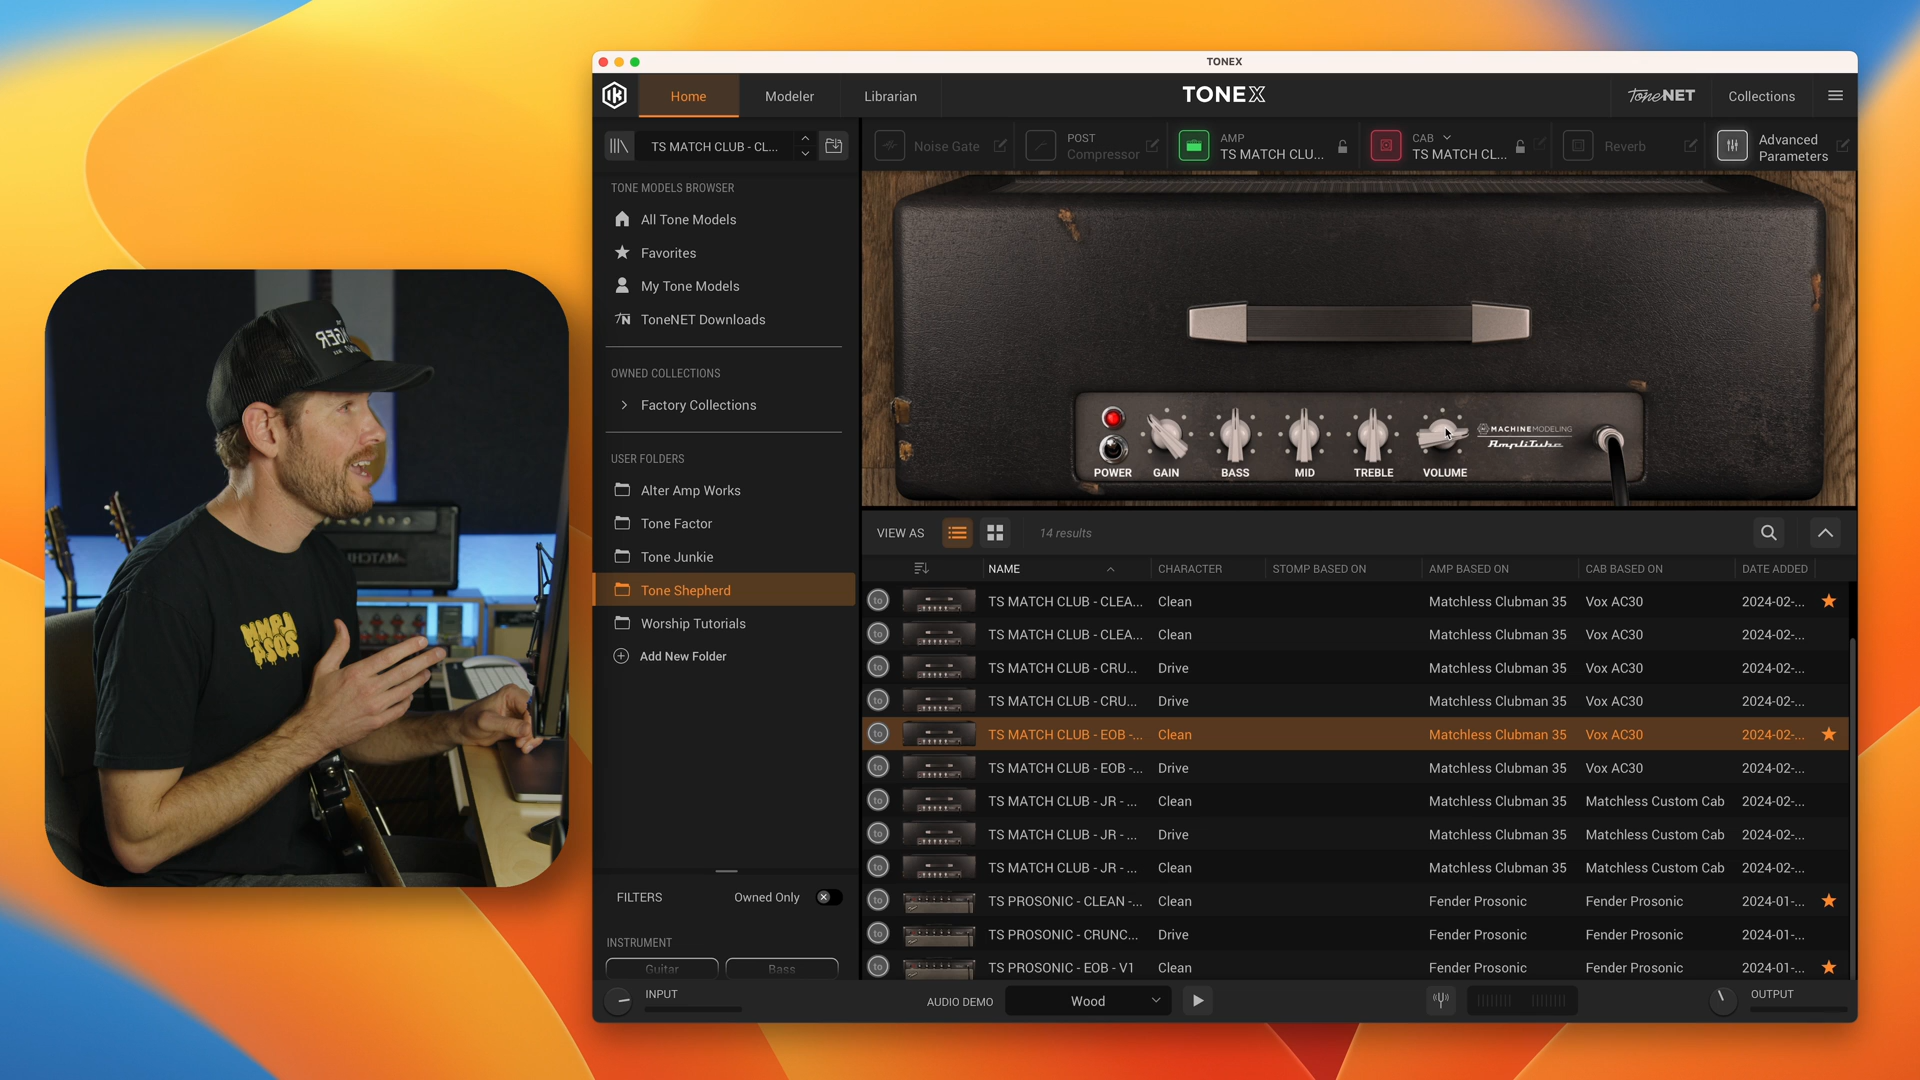 TONEX
Home
Modeler
Librarian
TONEX
ToneNET
Collections
TS MATCH CLUB - CL...
Noise Gate
POST
Compressor
AMP
TS MATCH CLU...
CAB
TS MATCH CL...
Reverb
Advanced
Parameters
TONE MODELS BROWSER
All Tone Models
Favorites
My Tone Models
ToneNET Downloads
OWNED COLLECTIONS
Factory Collections
USER FOLDERS
Alter Amp Works
Tone Factor
Tone Junkie
Tone Shepherd
Worship Tutorials
Add New Folder
FILTERS
Owned Only
INSTRUMENT
Guitar
Bass
MACHINEMODELING
AmpliTube
POWER GAIN BASS MID TREBLE VOLUME
VIEW AS
14 results
NAME CHARACTER STOMP BASED ON AMP BASED ON CAB BASED ON DATE ADDED
to TS MATCH CLUB - CLEA... Clean Matchless Clubman 35 Vox AC30 2024-02-...
to TS MATCH CLUB - CLEA... Clean Matchless Clubman 35 Vox AC30 2024-02-...
to TS MATCH CLUB - CRU... Drive Matchless Clubman 35 Vox AC30 2024-02-...
to TS MATCH CLUB - CRU... Drive Matchless Clubman 35 Vox AC30 2024-02-...
to TS MATCH CLUB - EOB -... Clean Matchless Clubman 35 Vox AC30 2024-02-...
to TS MATCH CLUB - EOB -... Drive Matchless Clubman 35 Vox AC30 2024-02-...
to TS MATCH CLUB - JR - ... Clean Matchless Clubman 35 Matchless Custom Cab 2024-02-...
to TS MATCH CLUB - JR - ... Drive Matchless Clubman 35 Matchless Custom Cab 2024-02-...
to TS MATCH CLUB - JR - ... Clean Matchless Clubman 35 Matchless Custom Cab 2024-02-...
to TS PROSONIC - CLEAN -... Clean Fender Prosonic Fender Prosonic 2024-01-...
to TS PROSONIC - CRUNC... Drive Fender Prosonic Fender Prosonic 2024-01-...
to TS PROSONIC - EOB - V1 Clean Fender Prosonic Fender Prosonic 2024-01-...
INPUT
AUDIO DEMO
Wood
OUTPUT